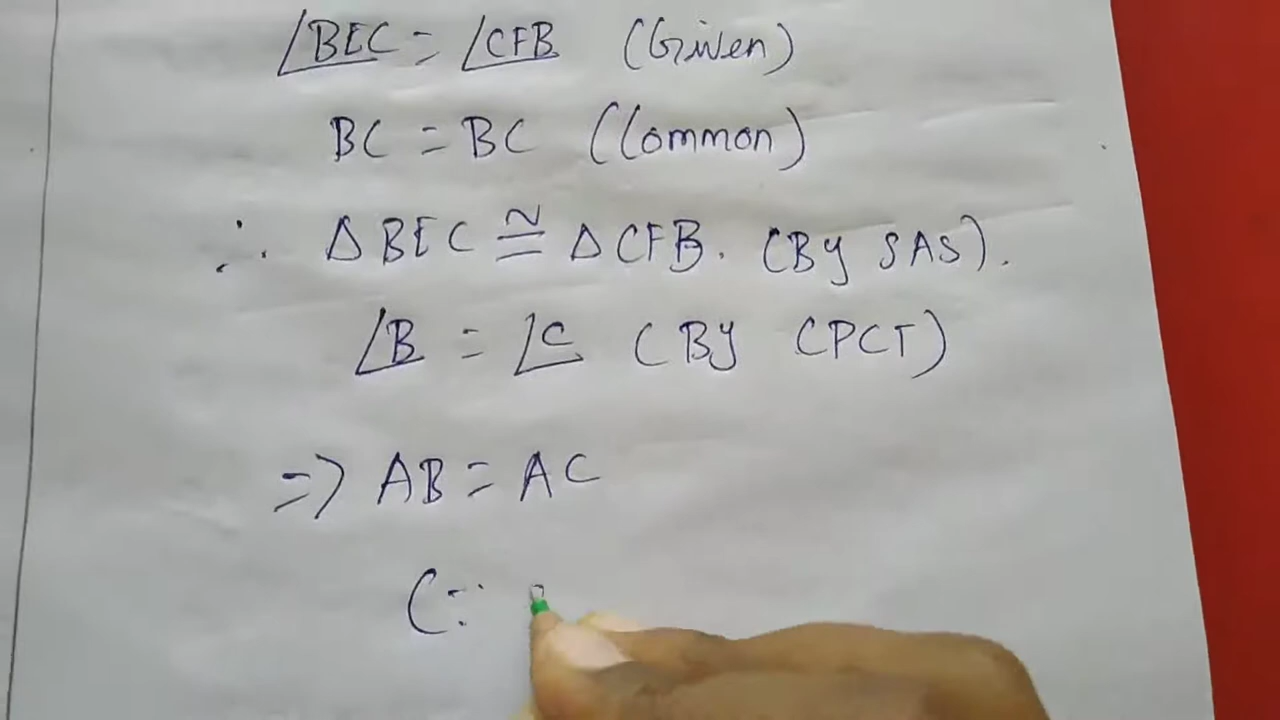 ∠BEC = ∠CFB (Given)
BC = BC (Common)
∴ ΔBEC ≅ ΔCFB. (By SAS).
∠B = ∠C (By CPCT)
=> AB = AC
(∵